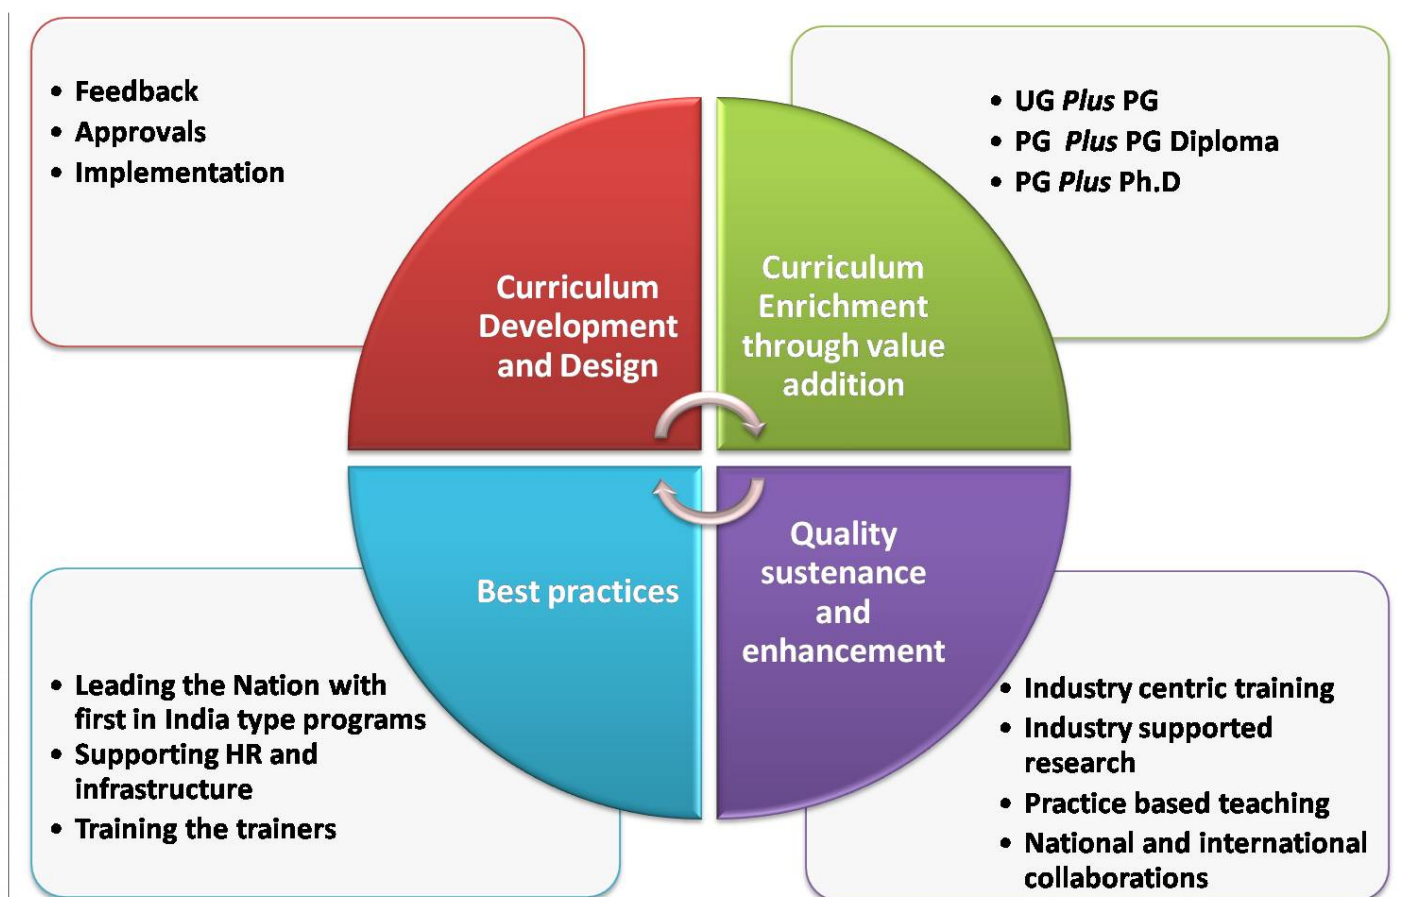 • Feedback
• Approvals
• Implementation
• UG Plus PG
• PG Plus PG Diploma
• PG Plus Ph.D
Curriculum
Development
and Design
Curriculum
Enrichment
through value
addition
Best practices
Quality
sustenance
and
enhancement
• Leading the Nation with
first in India type programs
• Supporting HR and
infrastructure
• Training the trainers
• Industry centric training
• Industry supported
research
• Practice based teaching
• National and international
collaborations